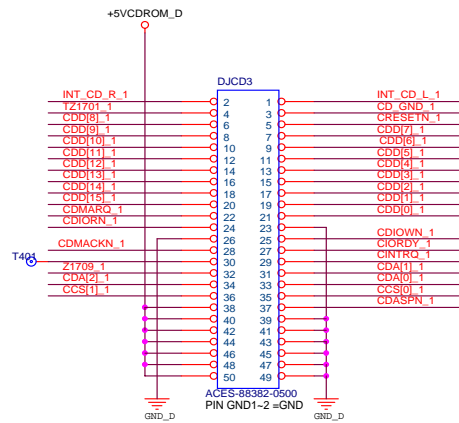 +5VCDROM_D
DJCD3
INT_CD_R_1 2 1 INT_CD_L_1
TZ1701_1 4 3 CD_GND_1
CDD[8]_1 6 5 CRESETN_1
CDD[9]_1 8 7 CDD[7]_1
CDD[10]_1 10 9 CDD[6]_1
CDD[11]_1 12 11 CDD[5]_1
CDD[12]_1 14 13 CDD[4]_1
CDD[13]_1 16 15 CDD[3]_1
CDD[14]_1 18 17 CDD[2]_1
CDD[15]_1 20 19 CDD[1]_1
CDMARQ_1 22 21 CDD[0]_1
CDIORN_1 24 23
26 25 CDIOWN_1
CDMACKN_1 28 27 CIORDY_1
T401 30 29 CINTRQ_1
Z1709_1 32 31 CDA[1]_1
CDA[2]_1 34 33 CDA[0]_1
CCS[1]_1 36 35 CCS[0]_1
38 37 CDASPN_1
40 39
42 41
44 43
46 45
48 47
50 49
ACES-88382-0500
PIN GND1~2 =GND
GND_D GND_D